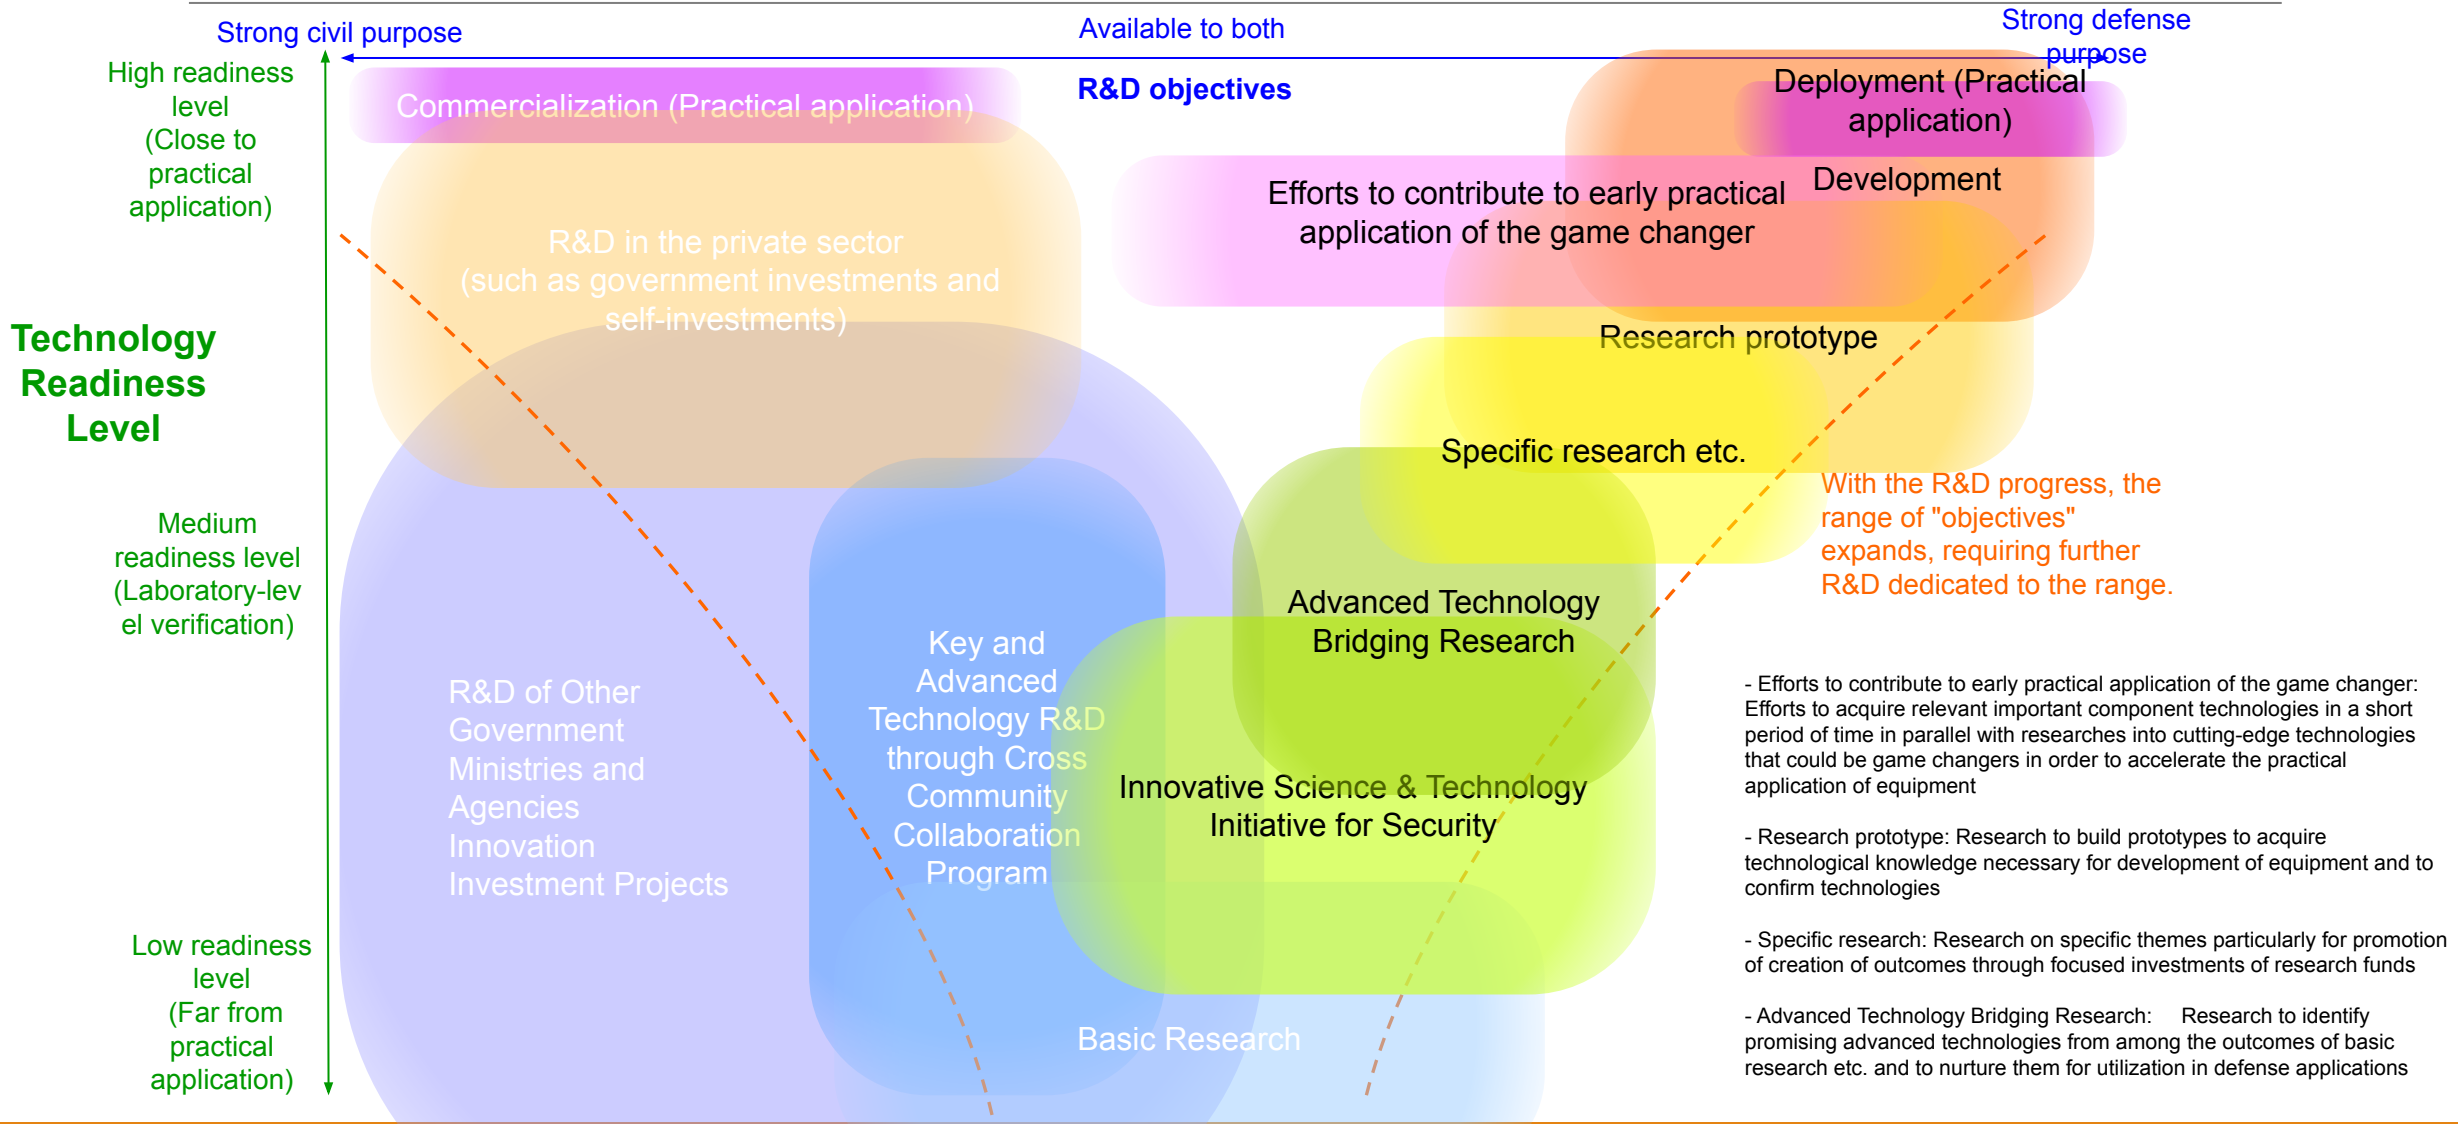 Strong civil purpose
Available to both
Strong defense
purpose
R&D objectives
High readiness
level
(Close to
practical
application)
Technology
Readiness
Level
Medium
readiness level
(Laboratory-lev
el verification)
Low readiness
level
(Far from
practical
application)
Commercialization (Practical application)
R&D in the private sector
(such as government investments and
self-investments)
R&D of Other
Government
Ministries and
Agencies
Innovation
Investment Projects
Key and
Advanced
Technology R&D
through Cross
Community
Collaboration
Program
Basic Research
Deployment (Practical
application)
Development
Efforts to contribute to early practical
application of the game changer
Research prototype
Specific research etc.
Advanced Technology
Bridging Research
Innovative Science & Technology
Initiative for Security
With the R&D progress, the
range of "objectives"
expands, requiring further
R&D dedicated to the range.
- Efforts to contribute to early practical application of the game changer:
Efforts to acquire relevant important component technologies in a short
period of time in parallel with researches into cutting-edge technologies
that could be game changers in order to accelerate the practical
application of equipment
- Research prototype: Research to build prototypes to acquire
technological knowledge necessary for development of equipment and to
confirm technologies
- Specific research: Research on specific themes particularly for promotion
of creation of outcomes through focused investments of research funds
- Advanced Technology Bridging Research: Research to identify
promising advanced technologies from among the outcomes of basic
research etc. and to nurture them for utilization in defense applications